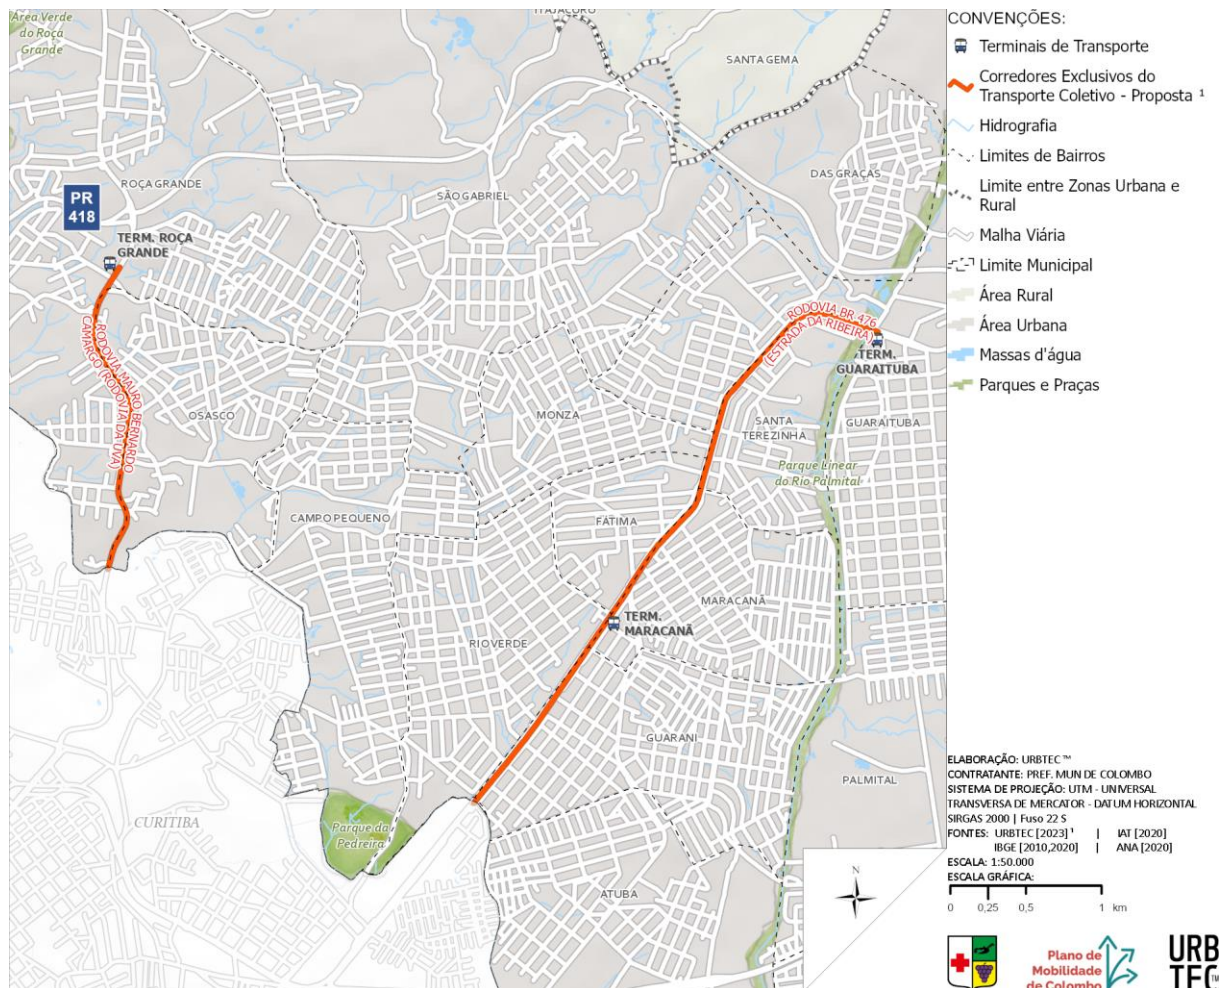 Área Verde
do Roça
Grande
ITAJACURU
SANTA GEMA
DAS GRAÇAS
ROÇA GRANDE
SÃO GABRIEL
PR
418
TERM. ROÇA
GRANDE
RODOVIA MAURO BERNARDO
CAMARGO (RODOVIA DA UVA)
OSASCO
RODOVIA BR 476
(ESTRADA DA RIBEIRA)
TERM.
GUARAITUBA
MONZA
SANTA
TEREZINHA
GUARAITUBA
Parque Linear
do Rio Palmital
CAMPO PEQUENO
FÁTIMA
MARACANÃ
TERM.
MARACANÃ
RIO VERDE
GUARANI
PALMITAL
CURITIBA
Parque da
Pedreira
ATUBA
N
CONVENÇÕES:
Terminais de Transporte
Corredores Exclusivos do
Transporte Coletivo - Proposta ¹
Hidrografia
Limites de Bairros
Limite entre Zonas Urbana e
Rural
Malha Viária
Limite Municipal
Área Rural
Área Urbana
Massas d'água
Parques e Praças
ELABORAÇÃO: URBTEC ™
CONTRATANTE: PREF. MUN DE COLOMBO
SISTEMA DE PROJEÇÃO: UTM - UNIVERSAL
TRANSVERSA DE MERCATOR - DATUM HORIZONTAL
SIRGAS 2000 | Fuso 22 S
FONTES: URBTEC [2023] ¹ | IAT [2020]
IBGE [2010,2020] | ANA [2020]
ESCALA: 1:50.000
ESCALA GRÁFICA:
0 0,25 0,5 1 km
Plano de
Mobilidade
de Colombo
URB
TEC™